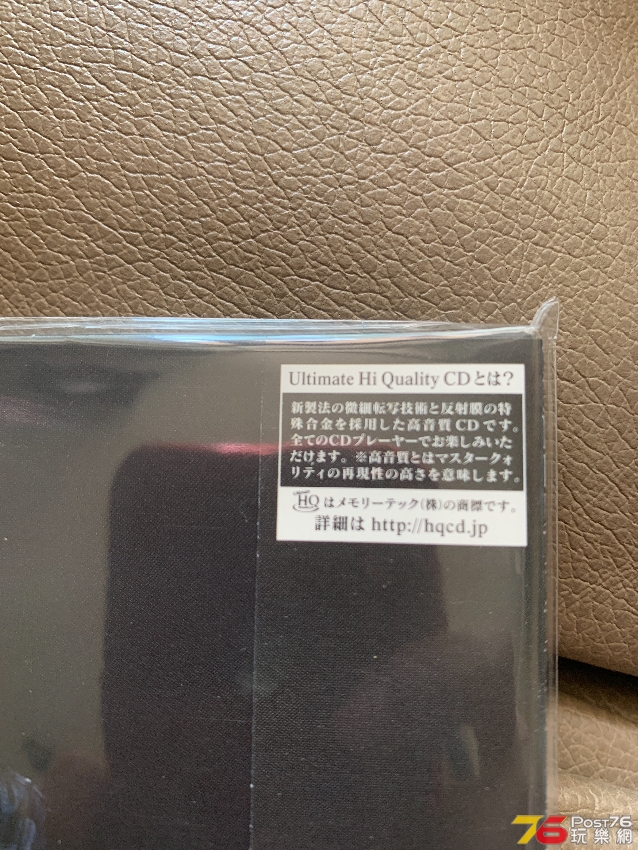 Ultimate Hi Quality CDとは?
新製法の微細転写技術と反射膜の特
殊合金を採用した高音質CDです。
全てのCDプレーヤーでお楽しみいた
だけます。※高音質とはマスタークォ
リティの再現性の高さを意味します。
HQ はメモリーテック(株)の商標です。
詳細は http://hqcd.jp
76 POST76
玩樂網